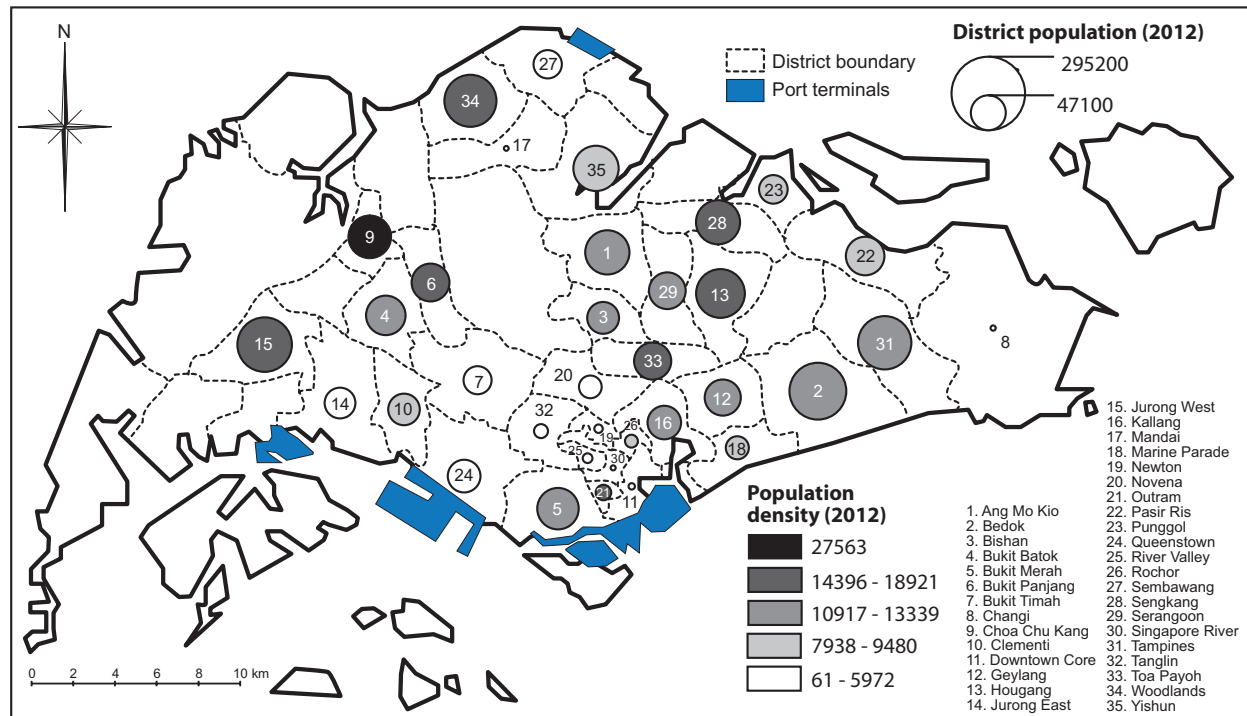 N
District boundary
Port terminals
District population (2012)
295200
47100
27
34
17
35
23
28
9
22
1
6
29
13
4
3
8
15
31
33
20
7
2
12
14
10
32
16
19
26
18
25
30
24
21
11
5
Population
density (2012)
27563
14396 - 18921
10917 - 13339
7938 - 9480
61 - 5972
1. Ang Mo Kio
2. Bedok
3. Bishan
4. Bukit Batok
5. Bukit Merah
6. Bukit Panjang
7. Bukit Timah
8. Changi
9. Choa Chu Kang
10. Clementi
11. Downtown Core
12. Geylang
13. Hougang
14. Jurong East
15. Jurong West
16. Kallang
17. Mandai
18. Marine Parade
19. Newton
20. Novena
21. Outram
22. Pasir Ris
23. Punggol
24. Queenstown
25. River Valley
26. Rochor
27. Sembawang
28. Sengkang
29. Serangoon
30. Singapore River
31. Tampines
32. Tanglin
33. Toa Payoh
34. Woodlands
35. Yishun
0 2 4 6 8 10 km